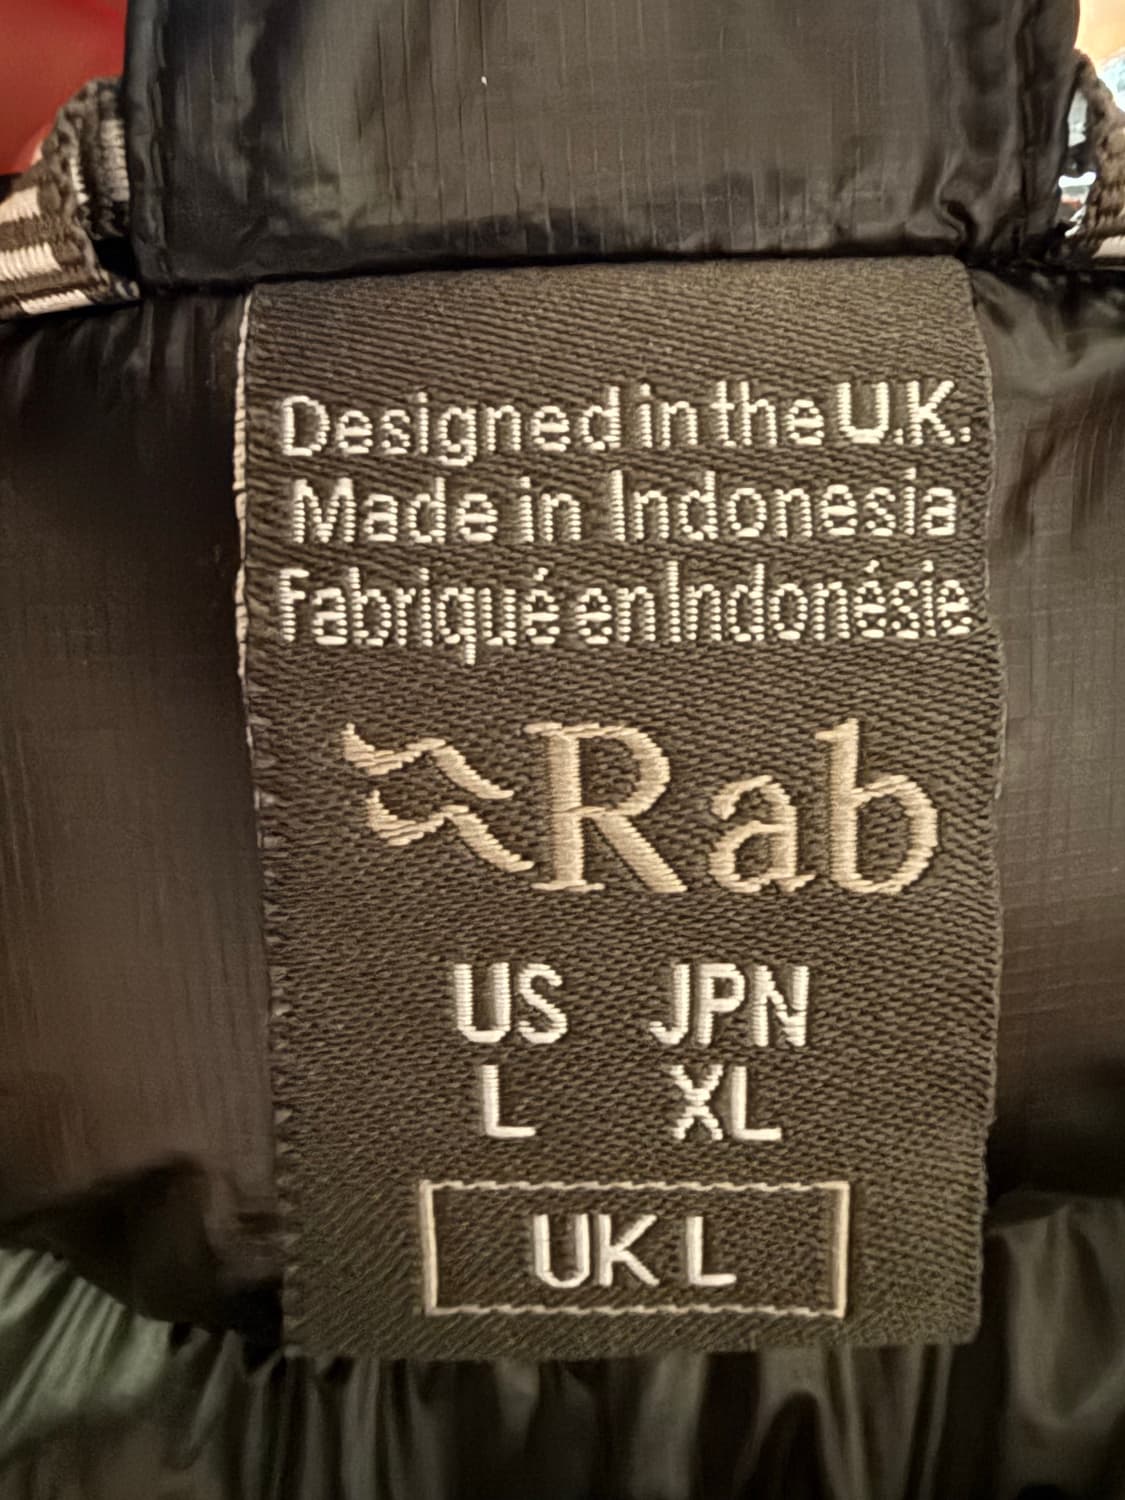 Designed in the U.K.
Made in Indonesia
Fabriqué en Indonésie
Rab
US JPN
L XL
UK L